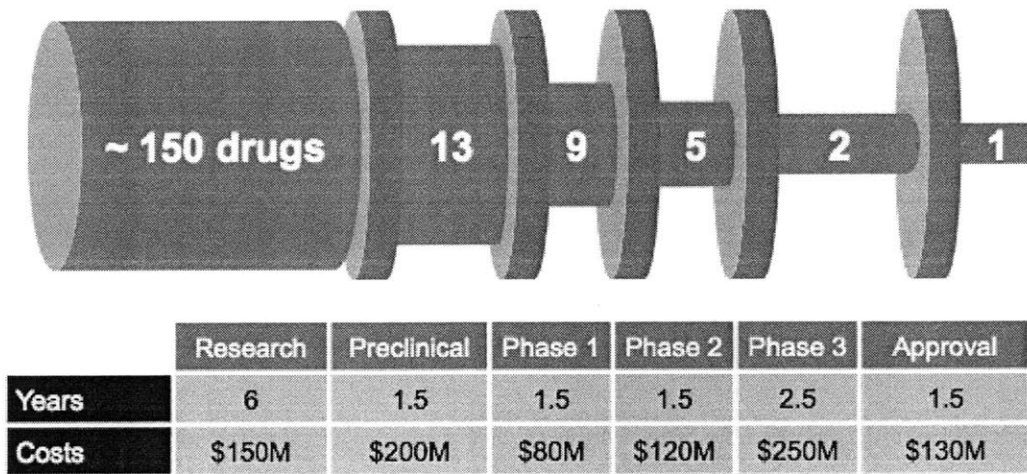 ~ 150 drugs 13 9 5 2 1
Research Preclinical Phase 1 Phase 2 Phase 3 Approval
Years 6 1.5 1.5 1.5 2.5 1.5
Costs $150M $200M $80M $120M $250M $130M